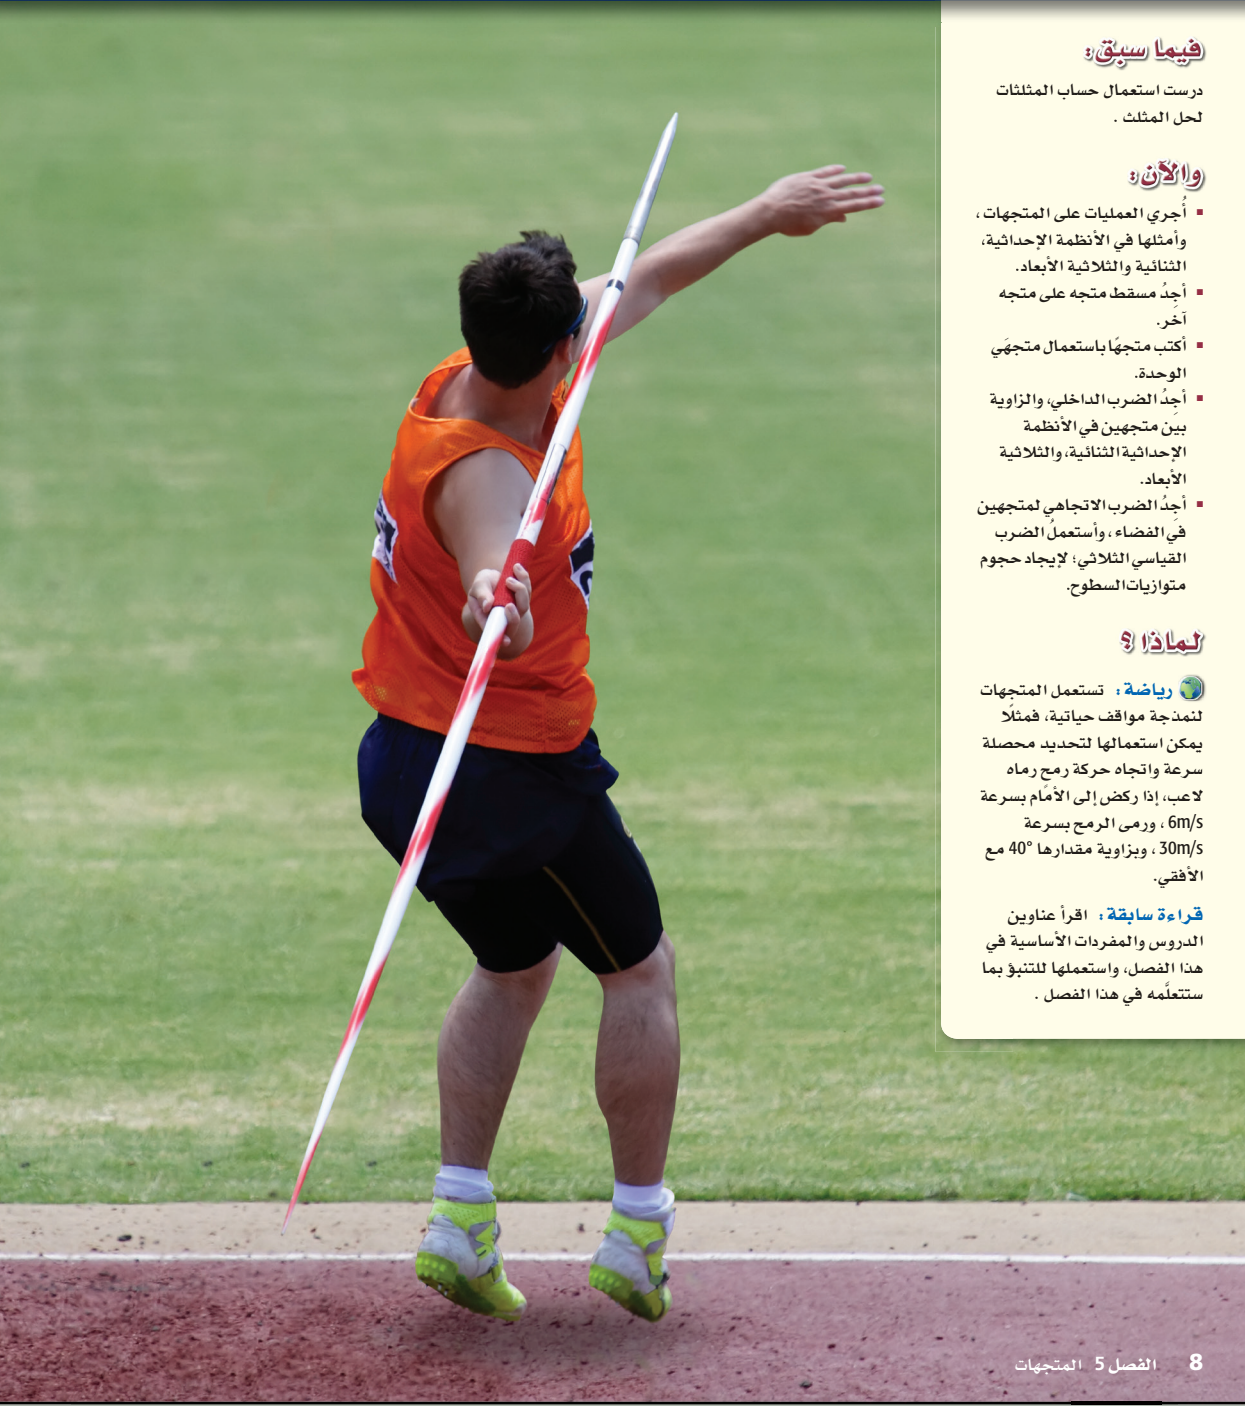 فيما سبق:
درست استعمال حساب المثلثات
لحل المثلث .
والآن:
▪ أُجري العمليات على المتجهات ،
وأمثلها في الأنظمة الإحداثية،
الثنائية والثلاثية الأبعاد.
▪ أجِدُ مسقط متجه على متجه
آخر.
▪ أكتب متجهًا باستعمال متجهَي
الوحدة.
▪ أجِدُ الضرب الداخلي، والزاوية
بين متجهين في الأنظمة
الإحداثية الثنائية، والثلاثية
الأبعاد.
▪ أجِدُ الضرب الاتجاهي لمتجهين
في الفضاء، وأستعملُ الضرب
القياسي الثلاثي؛ لإيجاد حجوم
متوازيات السطوح.
لماذا ؟
رياضة : تستعمل المتجهات
لنمذجة مواقف حياتية، فمثلًا
يمكن استعمالها لتحديد محصلة
سرعة واتجاه حركة رمحٍ رماه
لاعب، إذا ركض إلى الأمام بسرعة
6m/s ، ورمى الرمح بسرعة
30m/s ، وبزاوية مقدارها 40° مع
الأفقي.
قراءة سابقة : اقرأ عناوين
الدروس والمفردات الأساسية في
هذا الفصل، واستعملها للتنبؤ بما
ستتعلَّمه في هذا الفصل .
8 الفصل 5 المتجهات